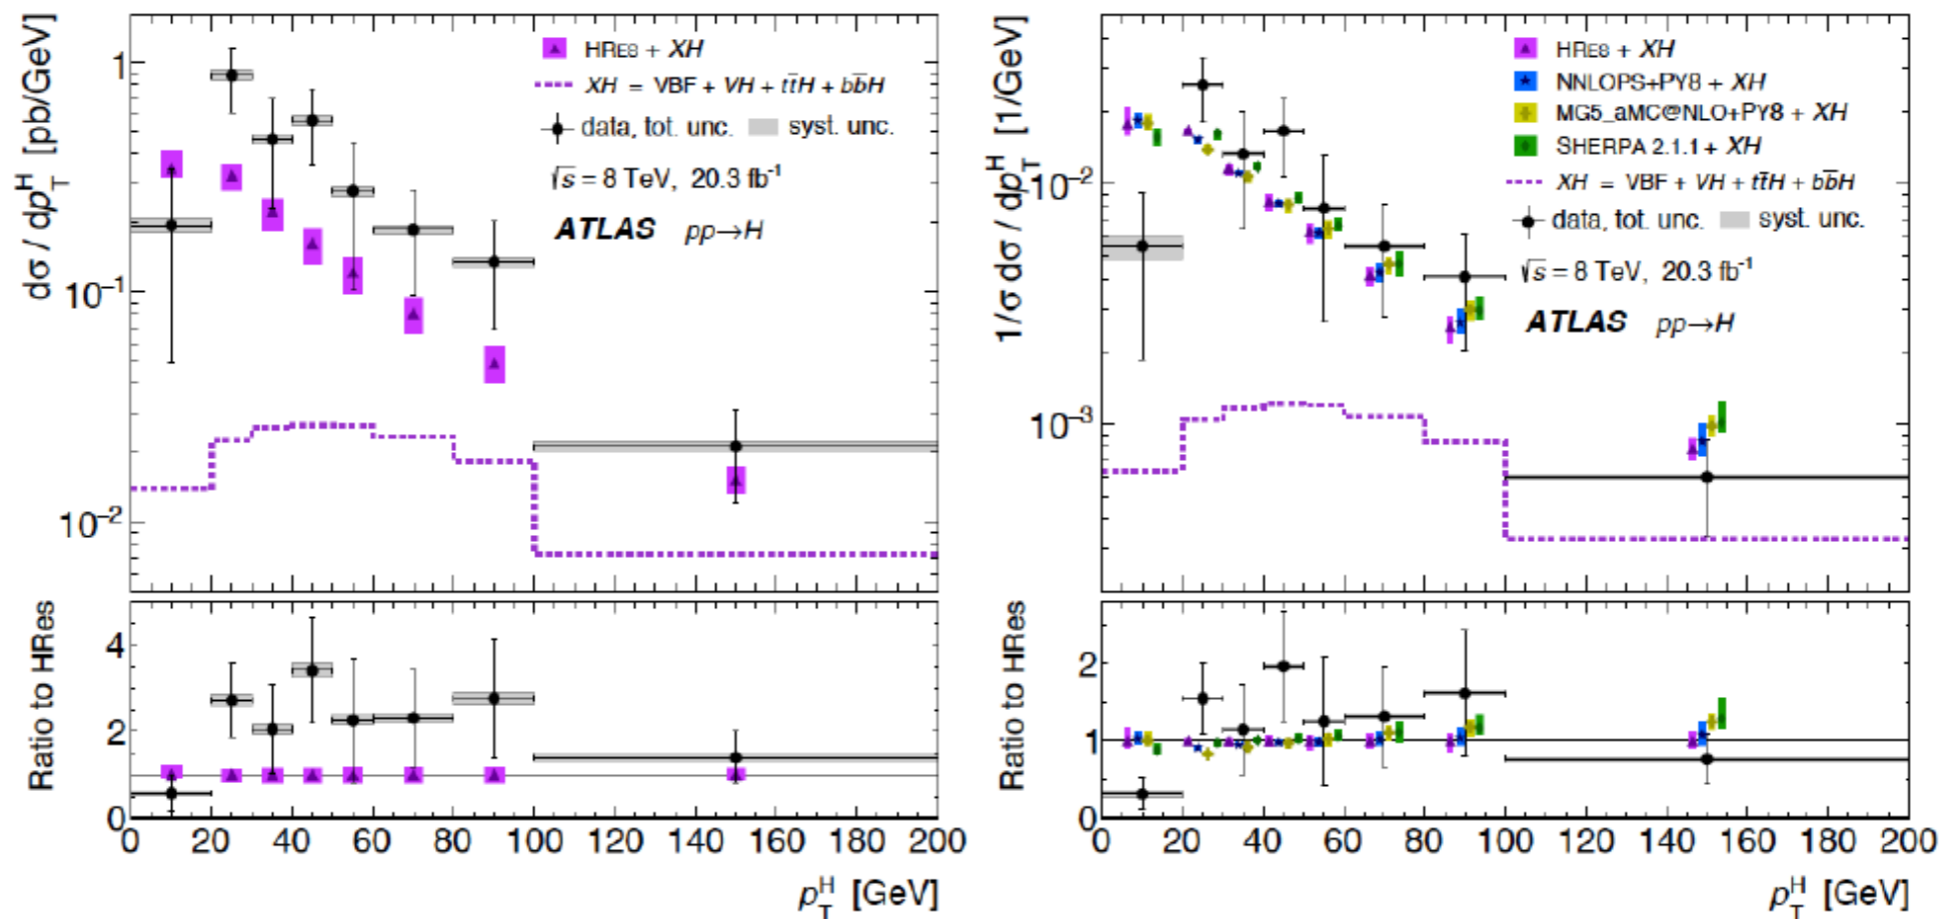 dσ / dp_T^H [pb/GeV]
1
10⁻¹
10⁻²
HRES + XH
XH = VBF + VH + tt̄H + bb̄H
data, tot. unc. syst. unc.
√s = 8 TeV, 20.3 fb⁻¹
ATLAS pp→H
Ratio to HRes
4
2
0
0 20 40 60 80 100 120 140 160 180 200
p_T^H [GeV]
1/σ dσ / dp_T^H [1/GeV]
10⁻²
10⁻³
HRES + XH
NNLOPS+PY8 + XH
MG5_aMC@NLO+PY8 + XH
SHERPA 2.1.1 + XH
XH = VBF + VH + tt̄H + bb̄H
data, tot. unc. syst. unc.
√s = 8 TeV, 20.3 fb⁻¹
ATLAS pp→H
Ratio to HRes
2
1
0
0 20 40 60 80 100 120 140 160 180 200
p_T^H [GeV]